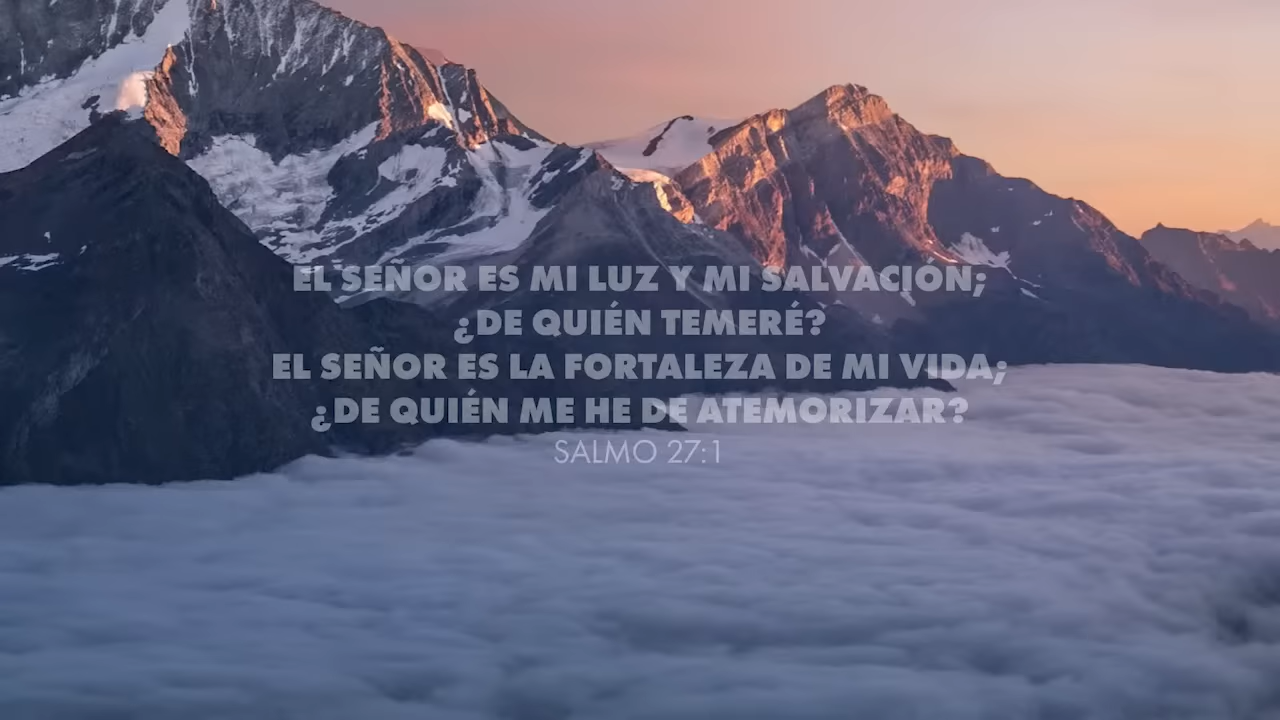 EL SEÑOR ES MI LUZ Y MI SALVACIÓN;
¿DE QUIÉN TEMERÉ?
EL SEÑOR ES LA FORTALEZA DE MI VIDA;
¿DE QUIÉN ME HE DE ATEMORIZAR?
SALMO 27:1